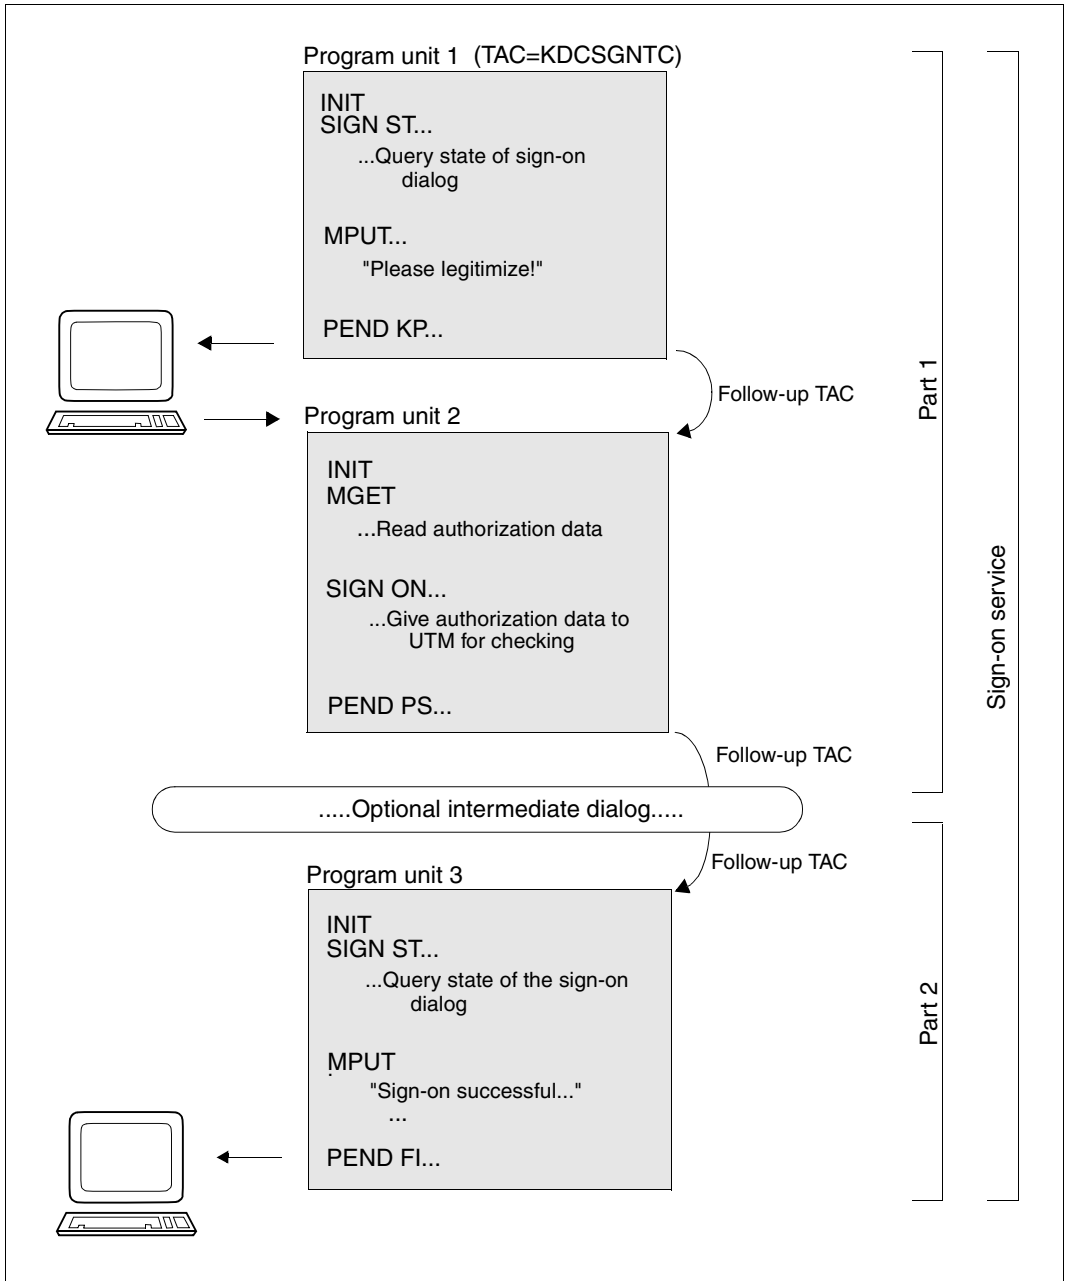 Program unit 1 (TAC=KDCSGNTC)
INIT
SIGN ST...
...Query state of sign-on
dialog
MPUT...
"Please legitimize!"
PEND KP...
Follow-up TAC
Part 1
Program unit 2
INIT
MGET
...Read authorization data
SIGN ON...
...Give authorization data to
UTM for checking
PEND PS...
Sign-on service
Follow-up TAC
.....Optional intermediate dialog.....
Follow-up TAC
Program unit 3
INIT
SIGN ST...
...Query state of the sign-on
dialog
Part 2
MPUT
"Sign-on successful..."
...
PEND FI...